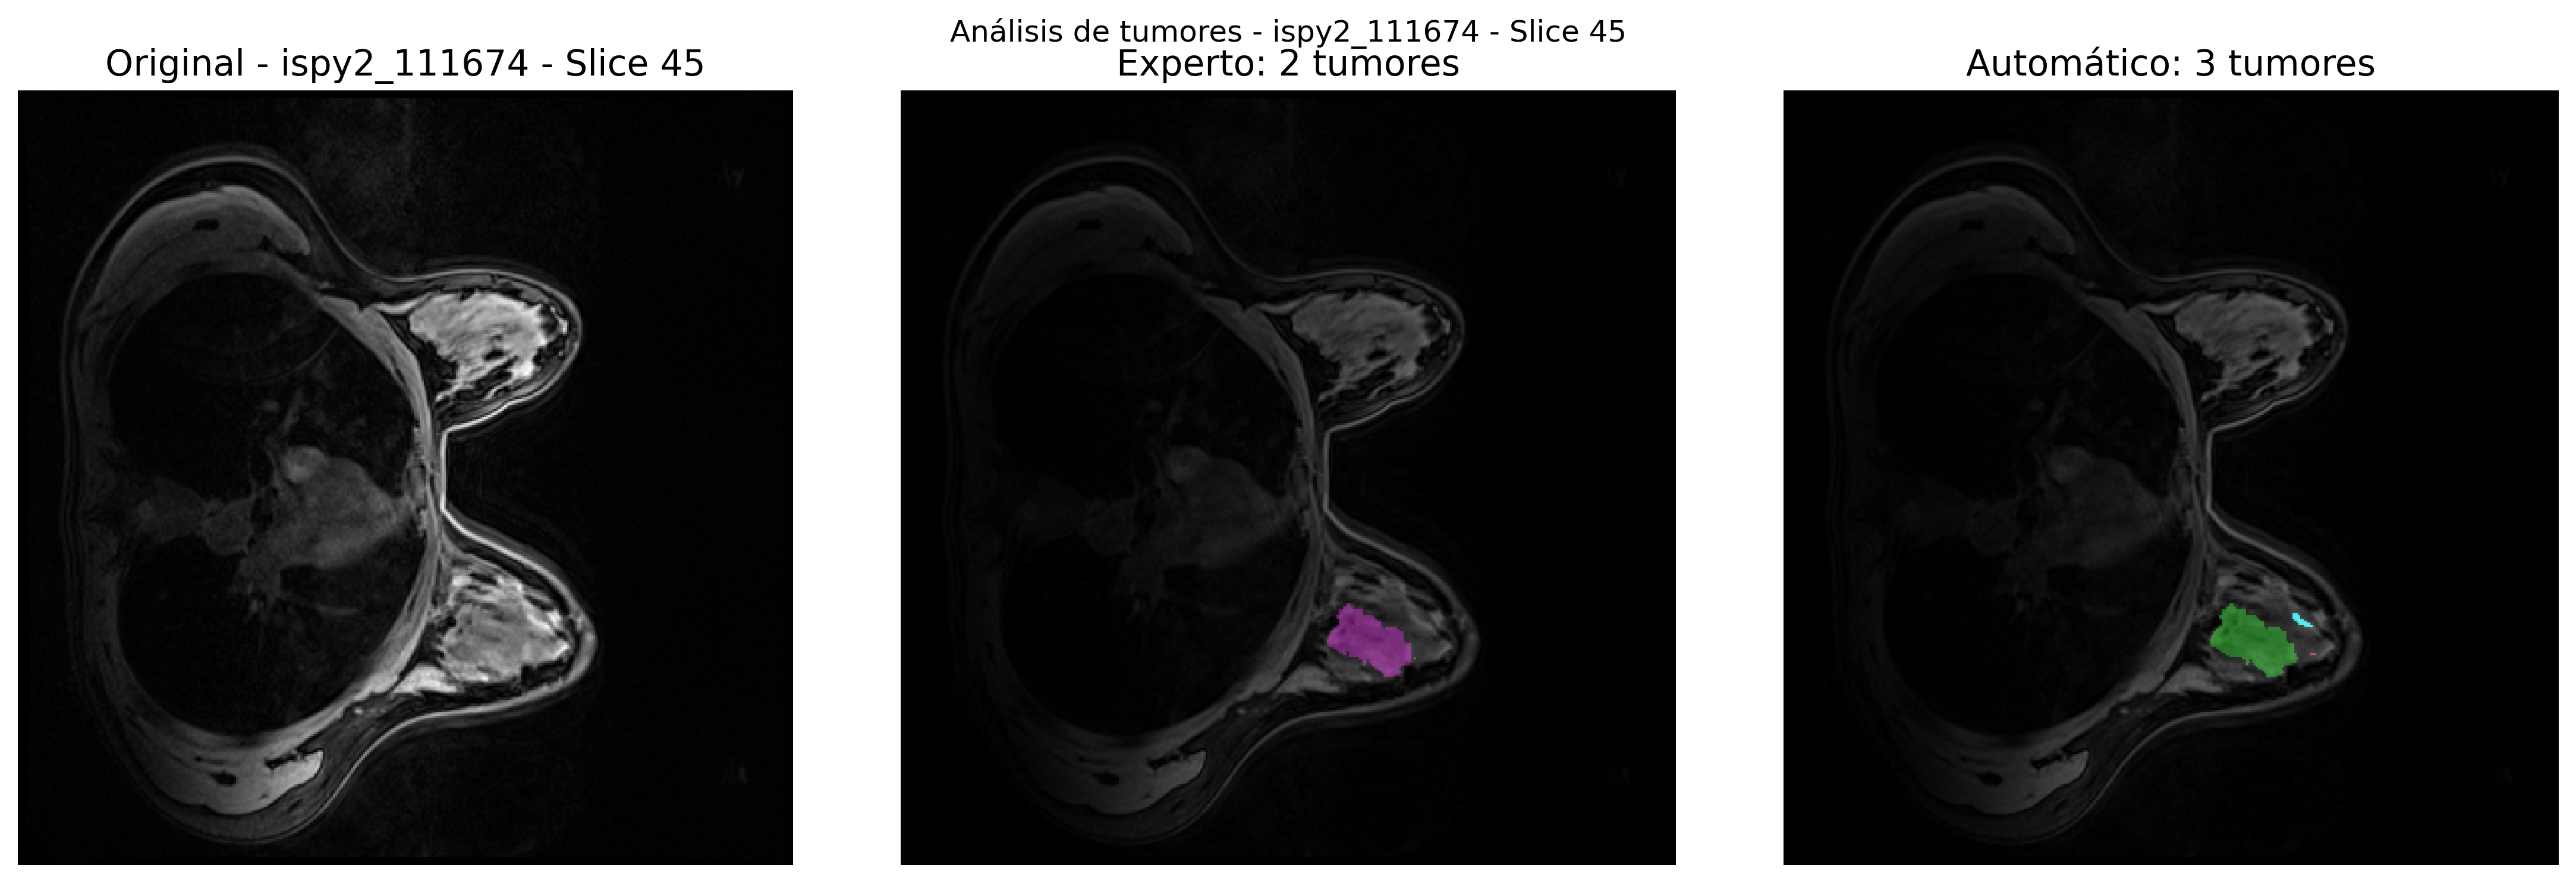 Análisis de tumores - ispy2_111674 - Slice 45
Original - ispy2_111674 - Slice 45
Experto: 2 tumores
Automático: 3 tumores